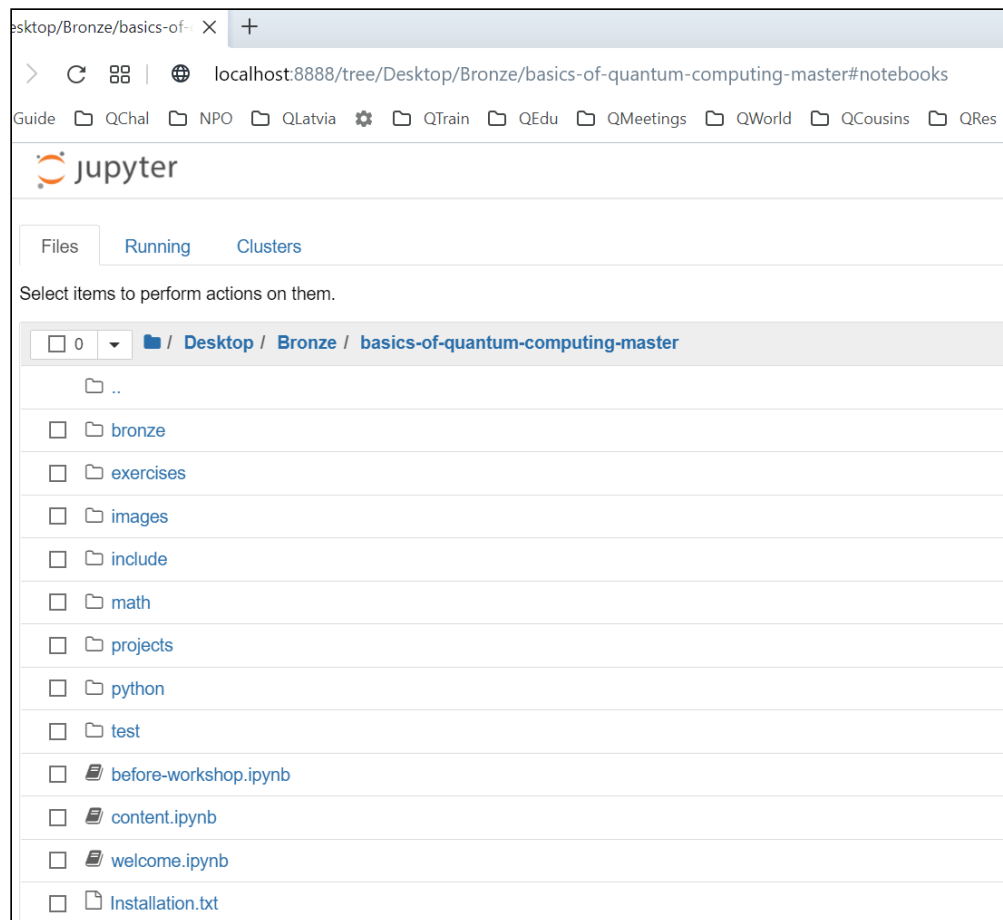 esktop/Bronze/basics-of-
localhost:8888/tree/Desktop/Bronze/basics-of-quantum-computing-master#notebooks
Guide QChal NPO QLatvia QTrain QEdu QMeetings QWorld QCousins QRes
jupyter
Files Running Clusters
Select items to perform actions on them.
0 / Desktop / Bronze / basics-of-quantum-computing-master
..
bronze
exercises
images
include
math
projects
python
test
before-workshop.ipynb
content.ipynb
welcome.ipynb
Installation.txt